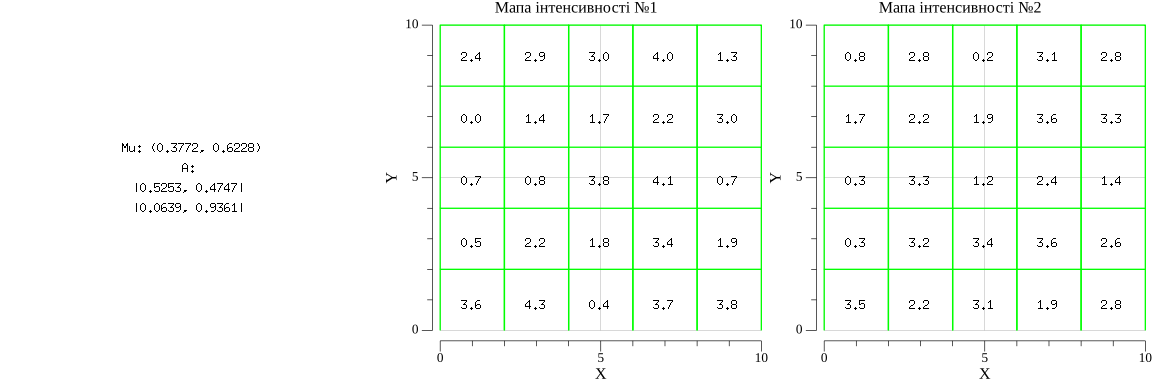 Mu: (0.3772, 0.6228)
A:
|0.5253, 0.4747|
|0.0639, 0.9361|
Мапа інтенсивності №1
10
2.4 2.9 3.0 4.0 1.3
0.0 1.4 1.7 2.2 3.0
Y 5 0.7 0.8 3.8 4.1 0.7
0.5 2.2 1.8 3.4 1.9
3.6 4.3 0.4 3.7 3.8
0
0 5 10
X
Мапа інтенсивності №2
10
0.8 2.8 0.2 3.1 2.8
1.7 2.2 1.9 3.6 3.3
Y 5 0.3 3.3 1.2 2.4 1.4
0.3 3.2 3.4 3.6 2.6
3.5 2.2 3.1 1.9 2.8
0
0 5 10
X